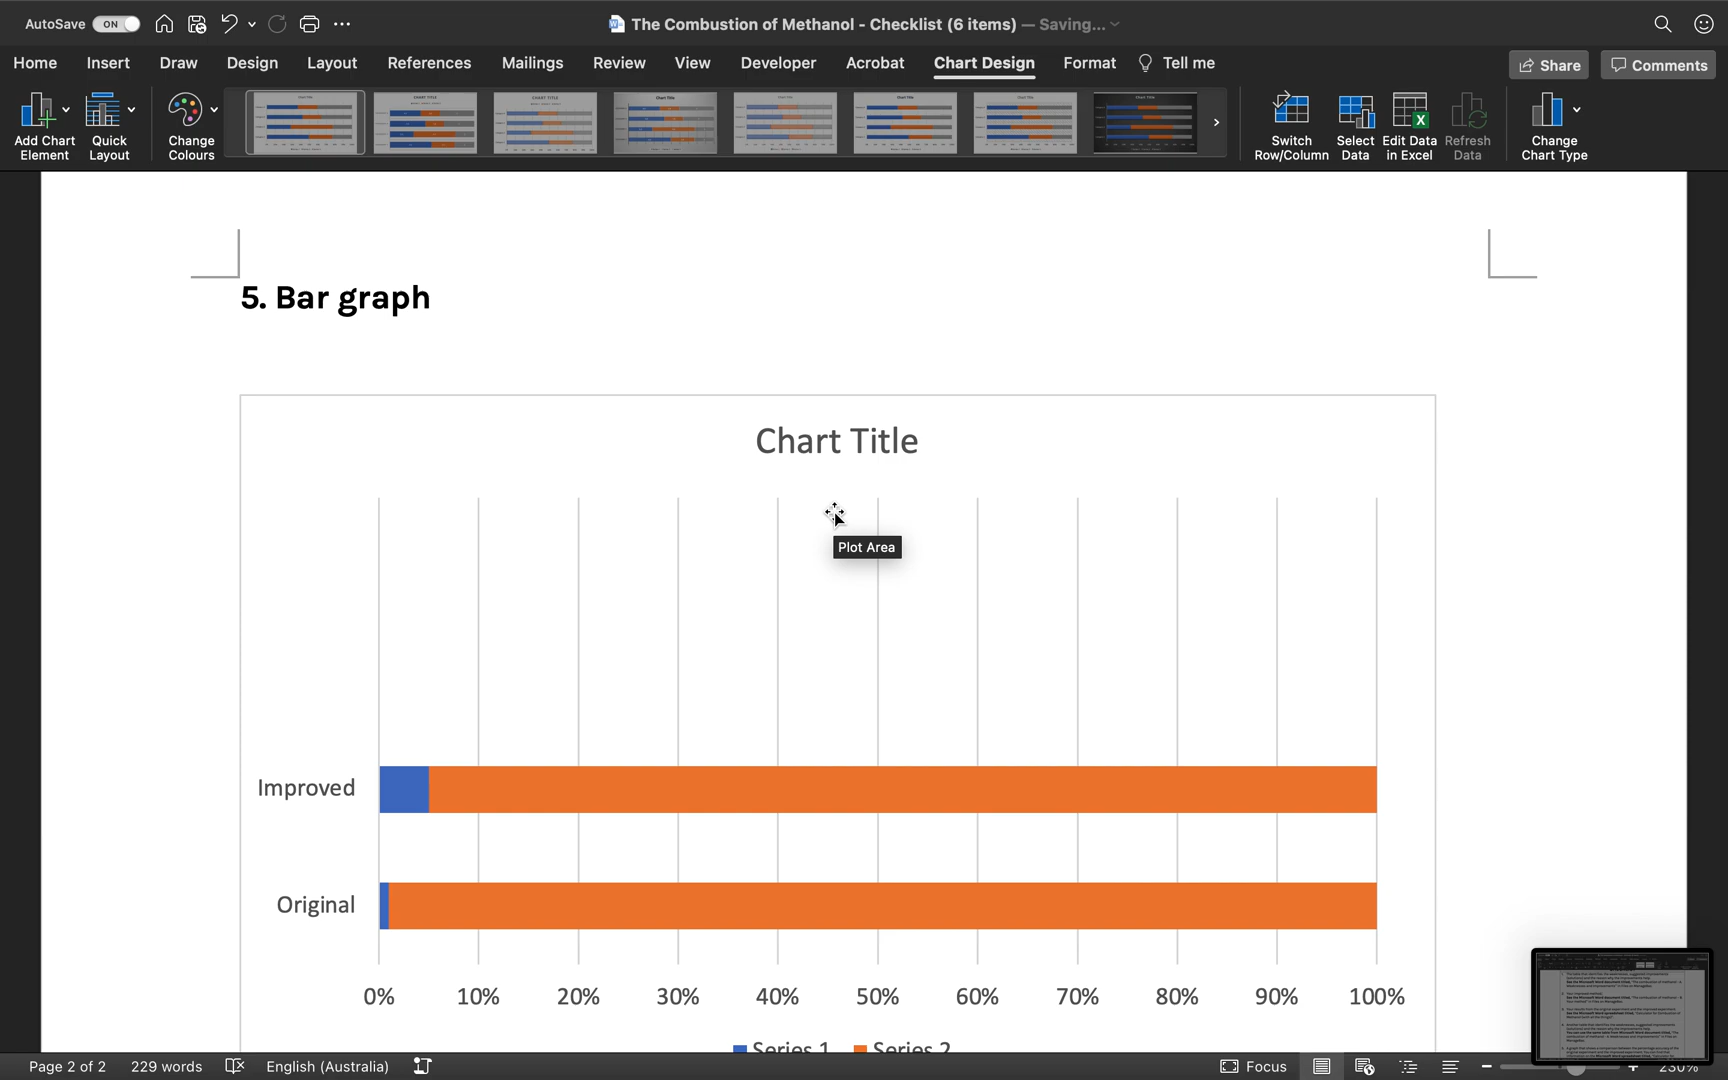 AutoSave ON The Combustion of Methanol - Checklist (6 items) — Saving...
Home Insert Draw Design Layout References Mailings Review View Developer Acrobat Chart Design Format Tell me Share Comments
Add Chart Element Quick Layout Change Colours Switch Row/Column Select Data Edit Data in Excel Refresh Data Change Chart Type
5. Bar graph
Chart Title
Plot Area
Improved
Original
0% 10% 20% 30% 40% 50% 60% 70% 80% 90% 100%
Series 1 Series 2
Page 2 of 2 229 words English (Australia) Focus 230%